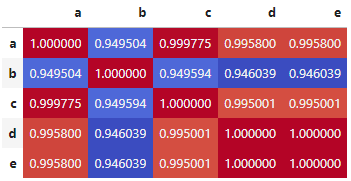 a b c d e
a 1.000000 0.949504 0.999775 0.995800 0.995800
b 0.949504 1.000000 0.949594 0.946039 0.946039
c 0.999775 0.949594 1.000000 0.995001 0.995001
d 0.995800 0.946039 0.995001 1.000000 1.000000
e 0.995800 0.946039 0.995001 1.000000 1.000000